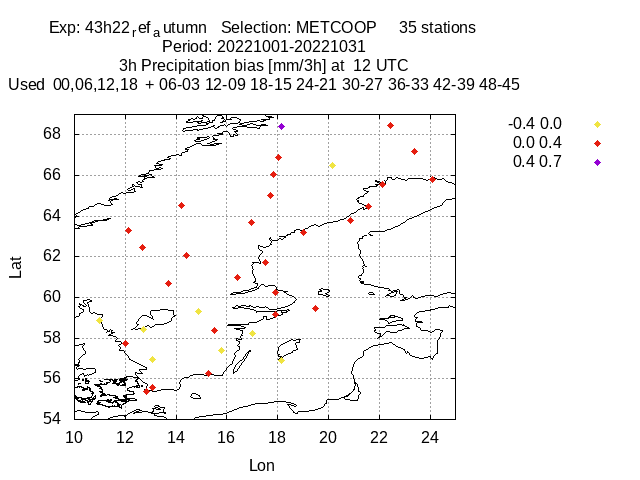 Exp: 43h22ref autumn Selection: METCOOP 35 stations
Period: 20221001-20221031
3h Precipitation bias [mm/3h] at 12 UTC
Used 00,06,12,18 + 06-03 12-09 18-15 24-21 30-27 36-33 42-39 48-45
-0.4 0.0
0.0 0.4
0.4 0.7
68
66
64
62
60
58
56
54
Lat
10 12 14 16 18 20 22 24
Lon